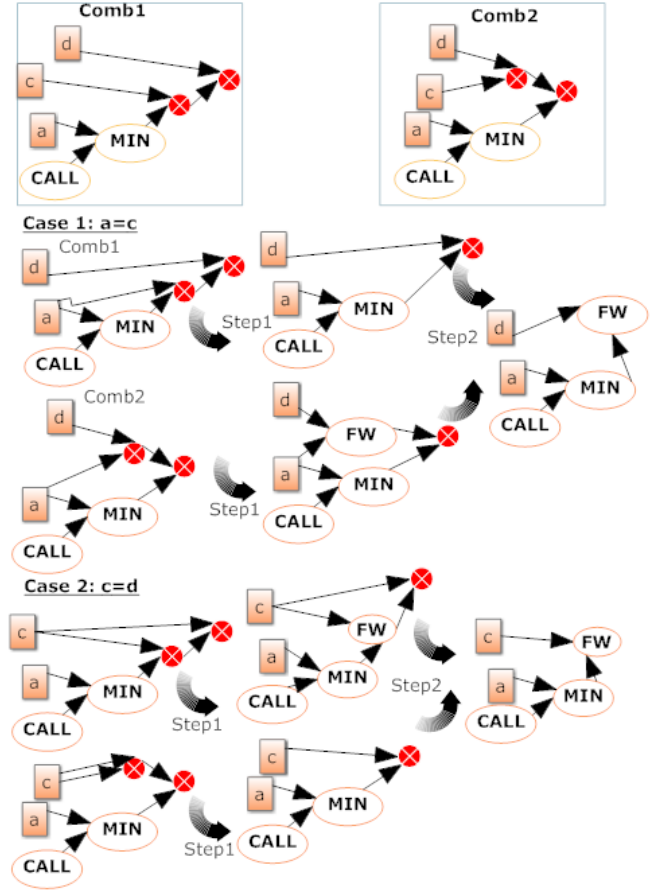 Comb1
d
c
a
MIN
CALL
Comb2
d
c
a
MIN
CALL
Case 1: a=c
Comb1
d
a
MIN
CALL
Step1
d
a
MIN
CALL
Step2
d
FW
a
MIN
CALL
Comb2
d
a
MIN
CALL
Step1
d
FW
a
MIN
CALL
Case 2: c=d
c
a
MIN
CALL
Step1
c
FW
a
MIN
CALL
Step2
c
FW
a
MIN
CALL
c
a
MIN
CALL
Step1
c
a
MIN
CALL